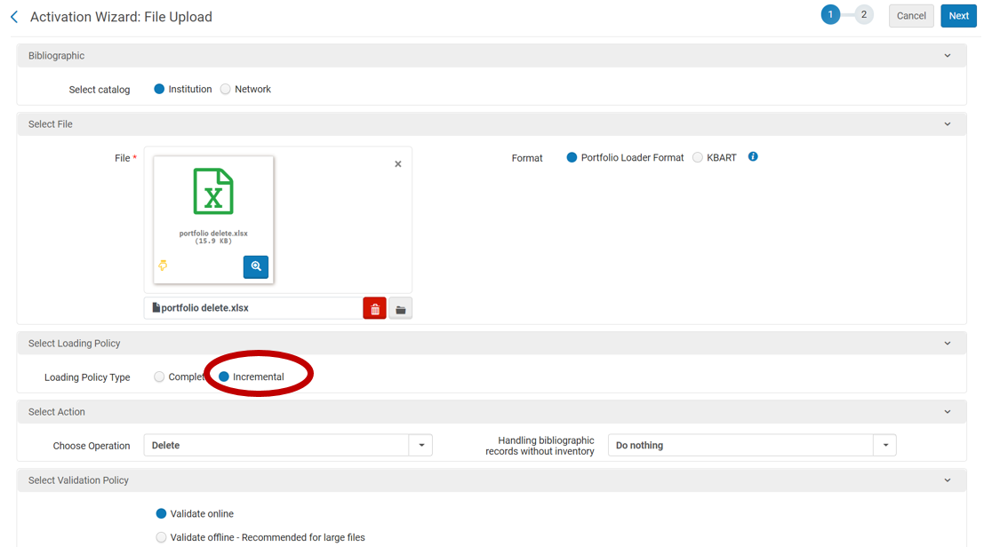 Activation Wizard: File Upload
1
2
Cancel
Next
Bibliographic
Select catalog
Institution
Network
Select File
File *
portfolio delete.xlsx
(15.9 KB)
portfolio delete.xlsx
Format
Portfolio Loader Format
KBART
Select Loading Policy
Loading Policy Type
Complet
Incremental
Select Action
Choose Operation
Delete
Handling bibliographic
records without inventory
Do nothing
Select Validation Policy
Validate online
Validate offline - Recommended for large files